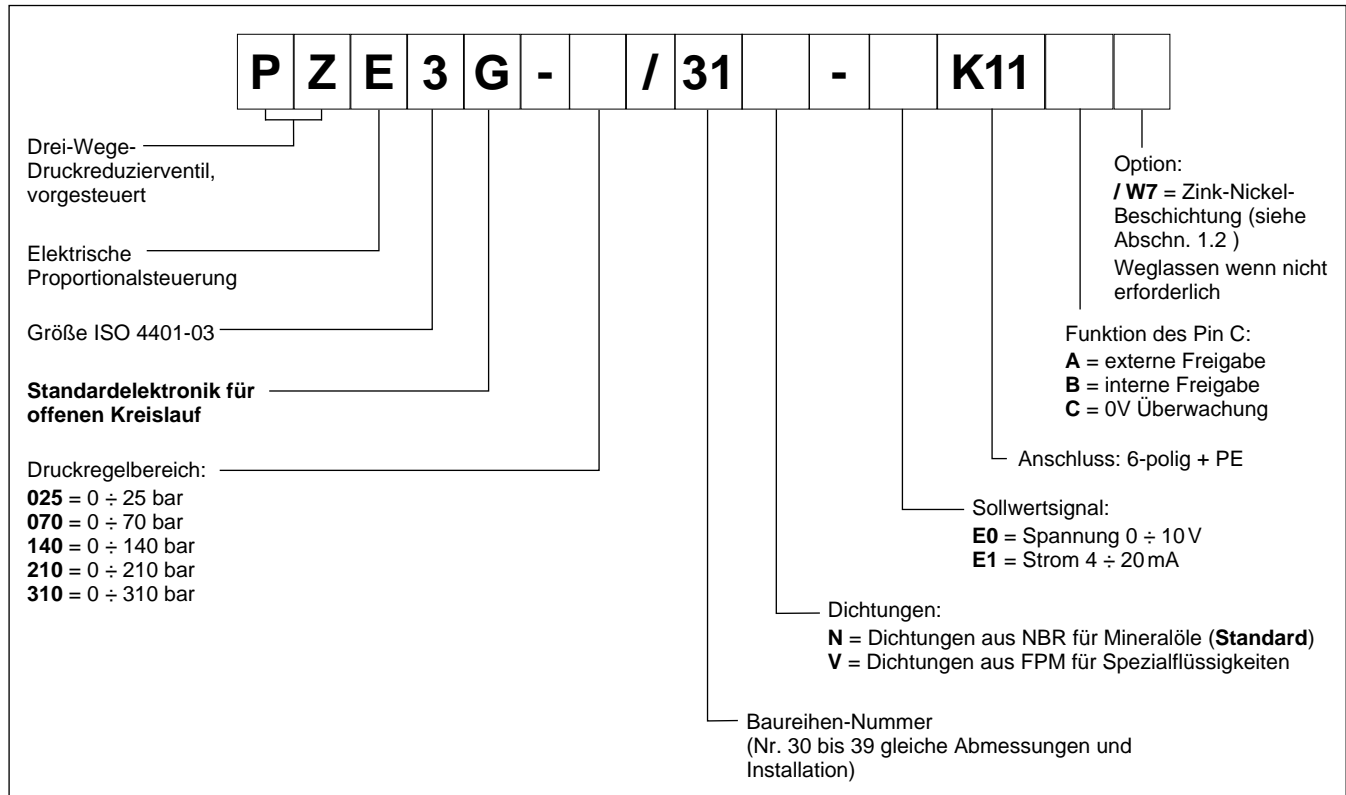 P Z E 3 G - / 31 - K11
Drei-Wege-
Druckreduzierventil,
vorgesteuert
Elektrische
Proportionalsteuerung
Größe ISO 4401-03
Standardelektronik für
offenen Kreislauf
Druckregelbereich:
025 = 0 ÷ 25 bar
070 = 0 ÷ 70 bar
140 = 0 ÷ 140 bar
210 = 0 ÷ 210 bar
310 = 0 ÷ 310 bar
Option:
/ W7 = Zink-Nickel-
Beschichtung (siehe
Abschn. 1.2 )
Weglassen wenn nicht
erforderlich
Funktion des Pin C:
A = externe Freigabe
B = interne Freigabe
C = 0V Überwachung
Anschluss: 6-polig + PE
Sollwertsignal:
E0 = Spannung 0 ÷ 10 V
E1 = Strom 4 ÷ 20 mA
Dichtungen:
N = Dichtungen aus NBR für Mineralöle (Standard)
V = Dichtungen aus FPM für Spezialflüssigkeiten
Baureihen-Nummer
(Nr. 30 bis 39 gleiche Abmessungen und
Installation)